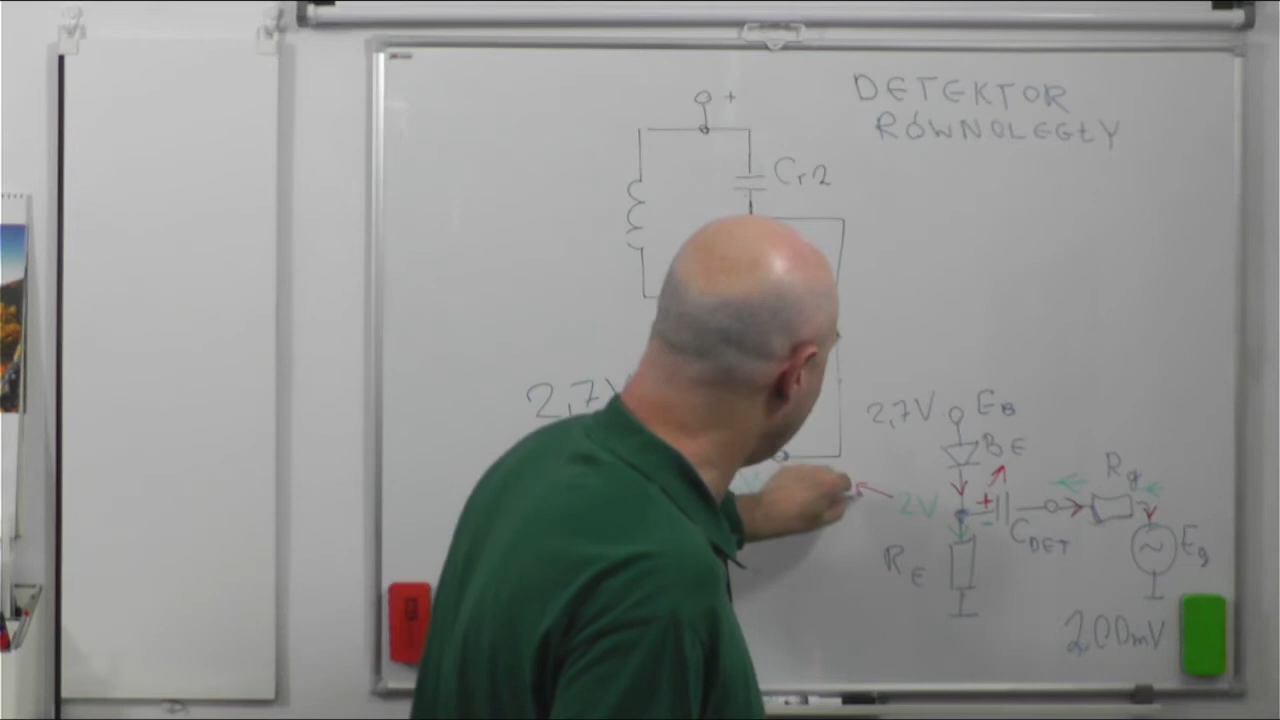 DETEKTOR
RÓWNOLEGŁY
+
Cr2
2,7V
2,7V EB
BE
Rg
+
2V
CDET
Eg
RE
200mV